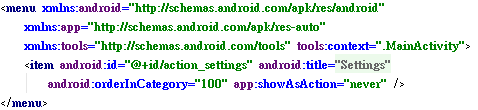 <menu xmlns:android="http://schemas.android.com/apk/res/android"
xmlns:app="http://schemas.android.com/apk/res-auto"
xmlns:tools="http://schemas.android.com/tools" tools:context=".MainActivity">
<item android:id="@+id/action_settings" android:title="Settings"
android:orderInCategory="100" app:showAsAction="never" />
</menu>